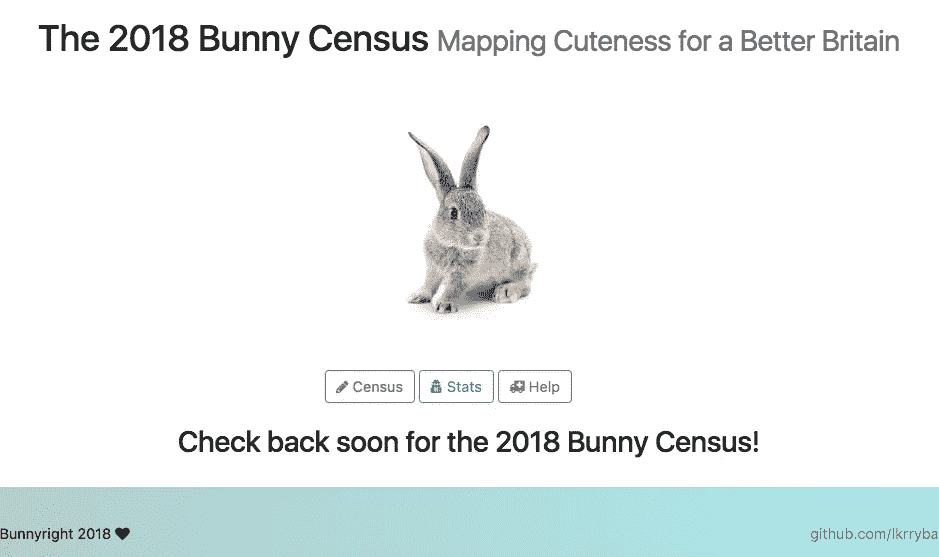 The 2018 Bunny Census Mapping Cuteness for a Better Britain
Census Stats Help
Check back soon for the 2018 Bunny Census!
Bunnyright 2018 github.com/lkrryba